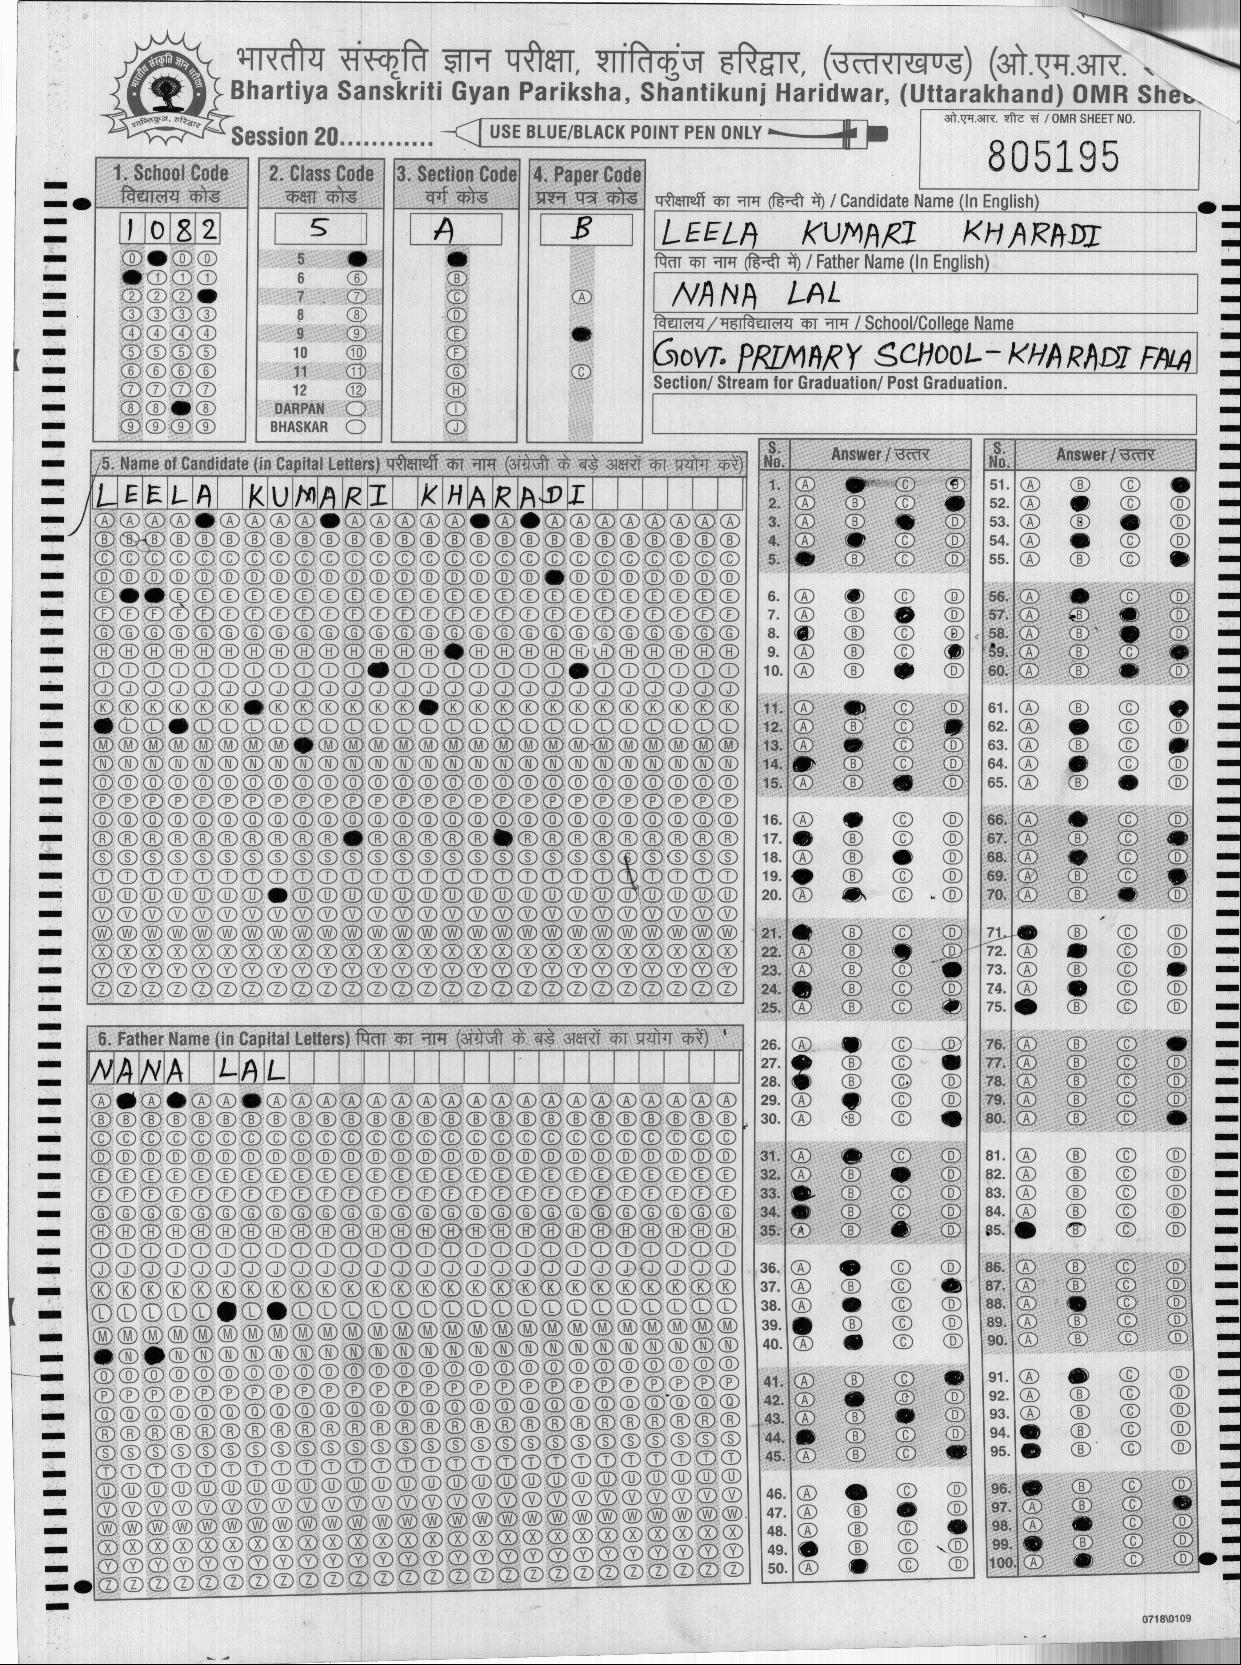 भारतीय संस्कृति ज्ञान परीक्षा, शांतिकुंज हरिद्वार, (उत्तराखण्ड) (ओ.एम.आर.
Bhartiya Sanskriti Gyan Pariksha, Shantikunj Haridwar, (Uttarakhand) OMR Shee
Session 20............
USE BLUE/BLACK POINT PEN ONLY
ओ.एम.आर. शीट सं / OMR SHEET NO.
805195
1. School Code
विद्यालय कोड
1082
2. Class Code
कक्षा कोड
5
3. Section Code
वर्ग कोड
A
4. Paper Code
प्रश्न पत्र कोड
B
परीक्षार्थी का नाम (हिन्दी में) / Candidate Name (In English)
LEELA KUMARI KHARADI
पिता का नाम (हिन्दी में) / Father Name (In English)
NANA LAL
विद्यालय/महाविद्यालय का नाम / School/College Name
GOVT. PRIMARY SCHOOL-KHARADI FALA
Section/ Stream for Graduation/ Post Graduation.
5
6
7
8
9
10
11
12
DARPAN
BHASKAR
5. Name of Candidate (in Capital Letters) परीक्षार्थी का नाम (अंग्रेजी के बड़े अक्षरों का प्रयोग करें)
LEELA KUMARI KHARADI
6. Father Name (in Capital Letters) पिता का नाम (अंग्रेजी के बड़े अक्षरों का प्रयोग करें)
NANA LAL
S. No. Answer / उत्तर
S. No. Answer / उत्तर
0718\0109